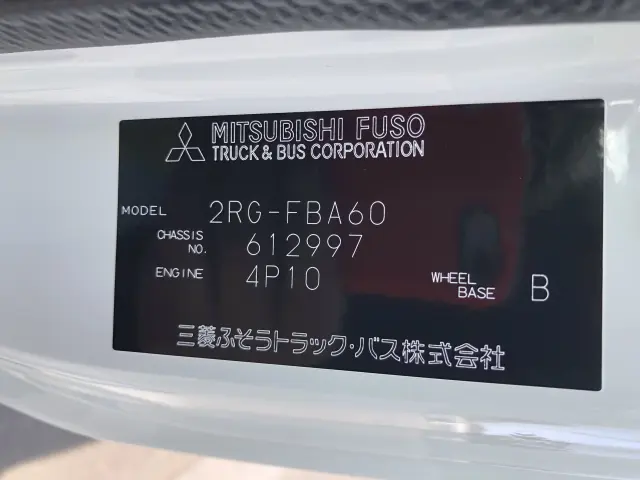 MITSUBISHI FUSO
TRUCK & BUS CORPORATION
MODEL 2RG-FBA60
CHASSIS NO. 612997
ENGINE 4P10 WHEEL BASE B
三菱ふそうトラック・バス株式会社